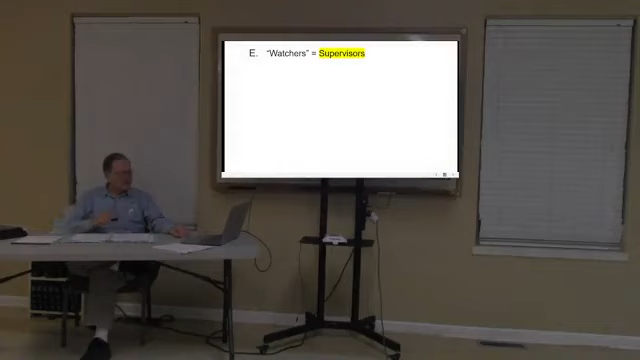 E. “Watchers” = Supervisors